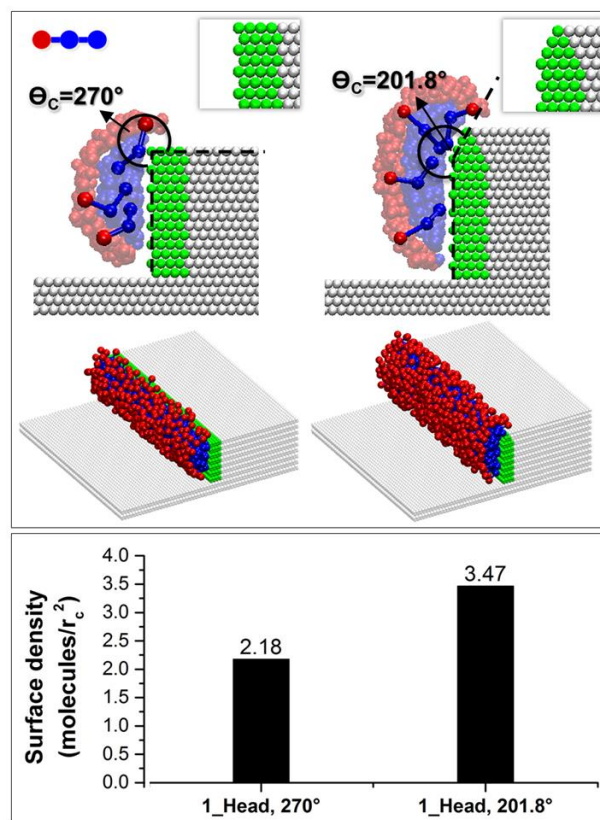 Θc=270°
Θc=201.8°
Surface density
(molecules/rc²)
4.0
3.5
3.0
2.5
2.0
1.5
1.0
0.5
0.0
2.18
3.47
1_Head, 270°
1_Head, 201.8°